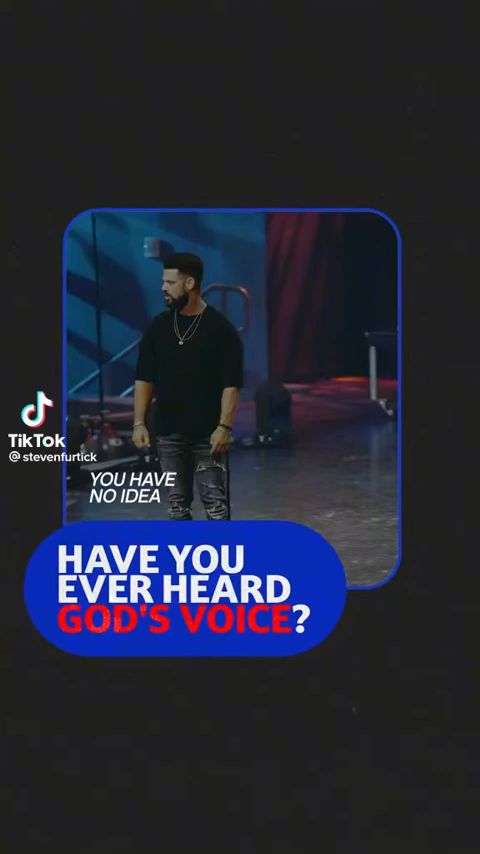 TikTok
@stevenfurtick
YOU HAVE
NO IDEA
HAVE YOU
EVER HEARD
GOD'S VOICE?